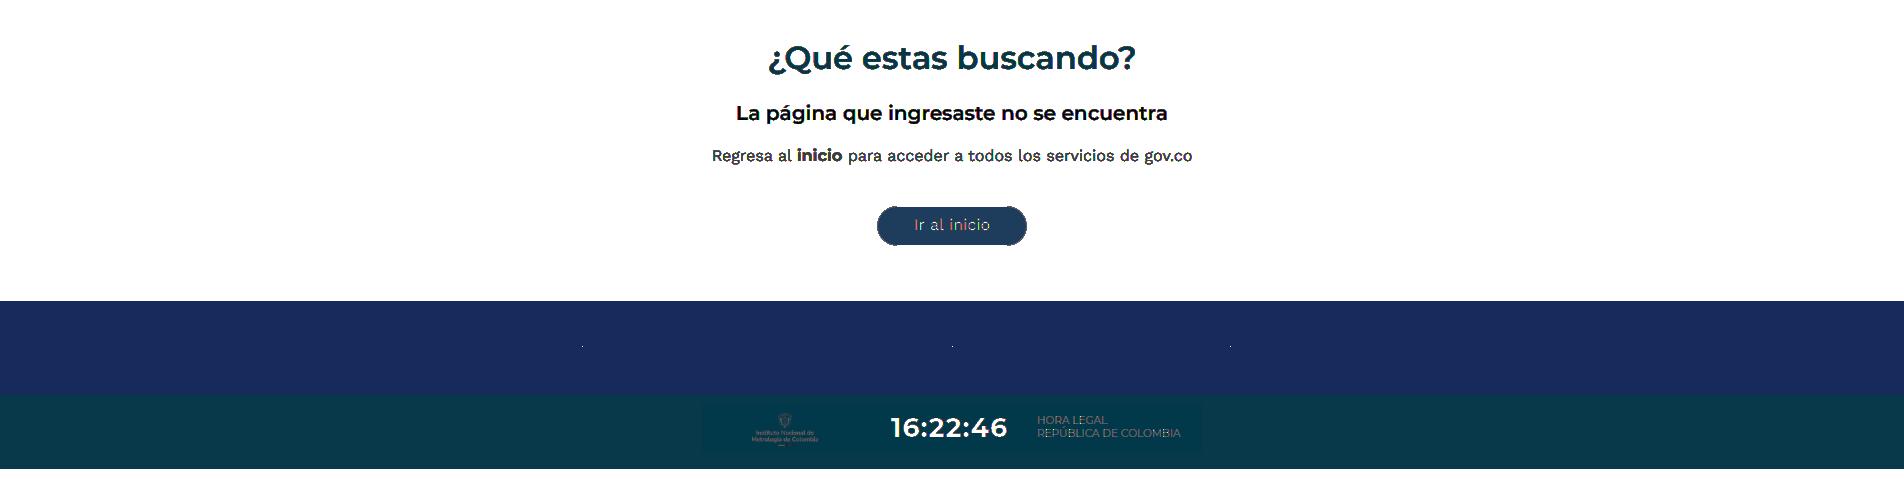 ¿Qué estas buscando?
La página que ingresaste no se encuentra
Regresa al inicio para acceder a todos los servicios de gov.co
Ir al inicio
Instituto Nacional de
Metrología de Colombia
16:22:46
HORA LEGAL
REPÚBLICA DE COLOMBIA